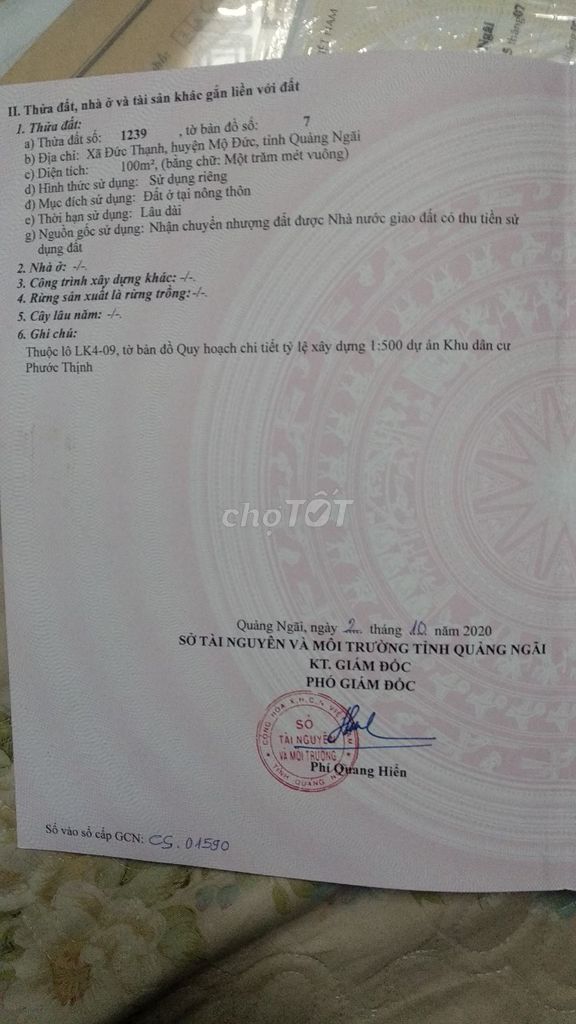 II. Thửa đất, nhà ở và tài sản khác gắn liền với đất
1. Thửa đất:
a) Thửa đất số: 1239 , tờ bản đồ số: 7
b) Địa chỉ: Xã Đức Thạnh, huyện Mộ Đức, tỉnh Quảng Ngãi
c) Diện tích: 100m², (bằng chữ: Một trăm mét vuông)
d) Hình thức sử dụng: Sử dụng riêng
đ) Mục đích sử dụng: Đất ở tại nông thôn
e) Thời hạn sử dụng: Lâu dài
g) Nguồn gốc sử dụng: Nhận chuyển nhượng đất được Nhà nước giao đất có thu tiền sử
dụng đất
2. Nhà ở: -/-.
3. Công trình xây dựng khác: -/-.
4. Rừng sản xuất là rừng trồng: -/-.
5. Cây lâu năm: -/-.
6. Ghi chú:
Thuộc lô LK4-09, tờ bản đồ Quy hoạch chi tiết tỷ lệ xây dựng 1:500 dự án Khu dân cư
Phước Thịnh
chợTỐT
Quảng Ngãi, ngày 2 tháng 10 năm 2020
SỞ TÀI NGUYÊN VÀ MÔI TRƯỜNG TỈNH QUẢNG NGÃI
KT. GIÁM ĐỐC
PHÓ GIÁM ĐỐC
SỞ
TÀI NGUYÊ
VÀ MÔI TRƯỜNG
Phí Quang Hiển
Số vào sổ cấp GCN: CS.01590